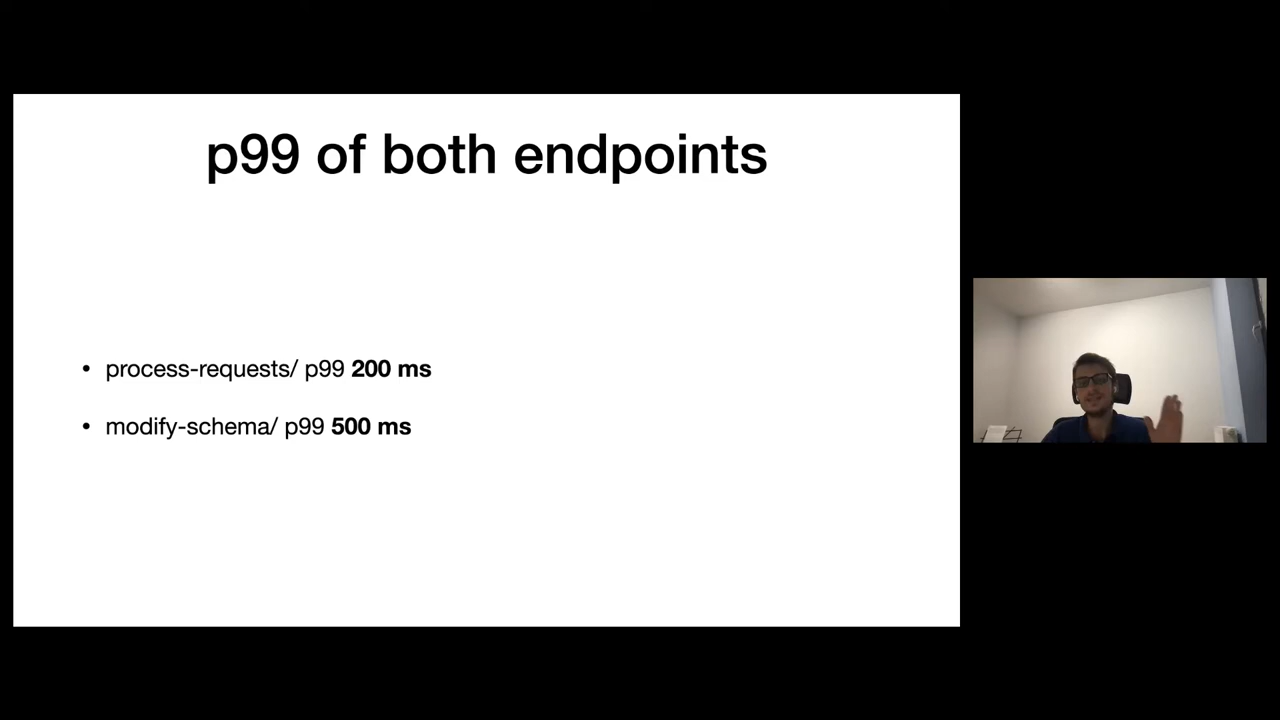 p99 of both endpoints
• process-requests/ p99 200 ms
• modify-schema/ p99 500 ms